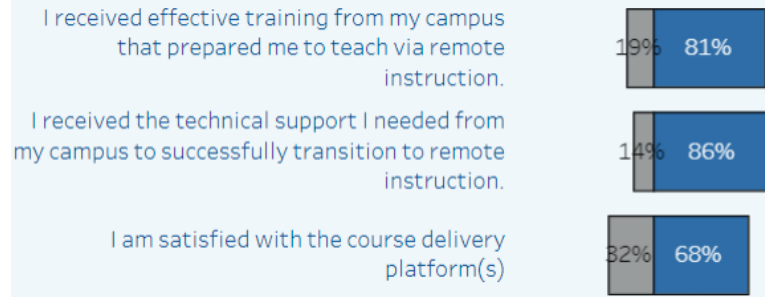 I received effective training from my campus
that prepared me to teach via remote
instruction.
19% 81%
I received the technical support I needed from
my campus to successfully transition to remote
instruction.
14% 86%
I am satisfied with the course delivery
platform(s)
32% 68%